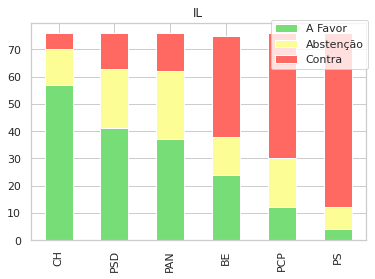 IL
A Favor
Abstenção
Contra
70
60
50
40
30
20
10
0
CH
PSD
PAN
BE
PCP
PS